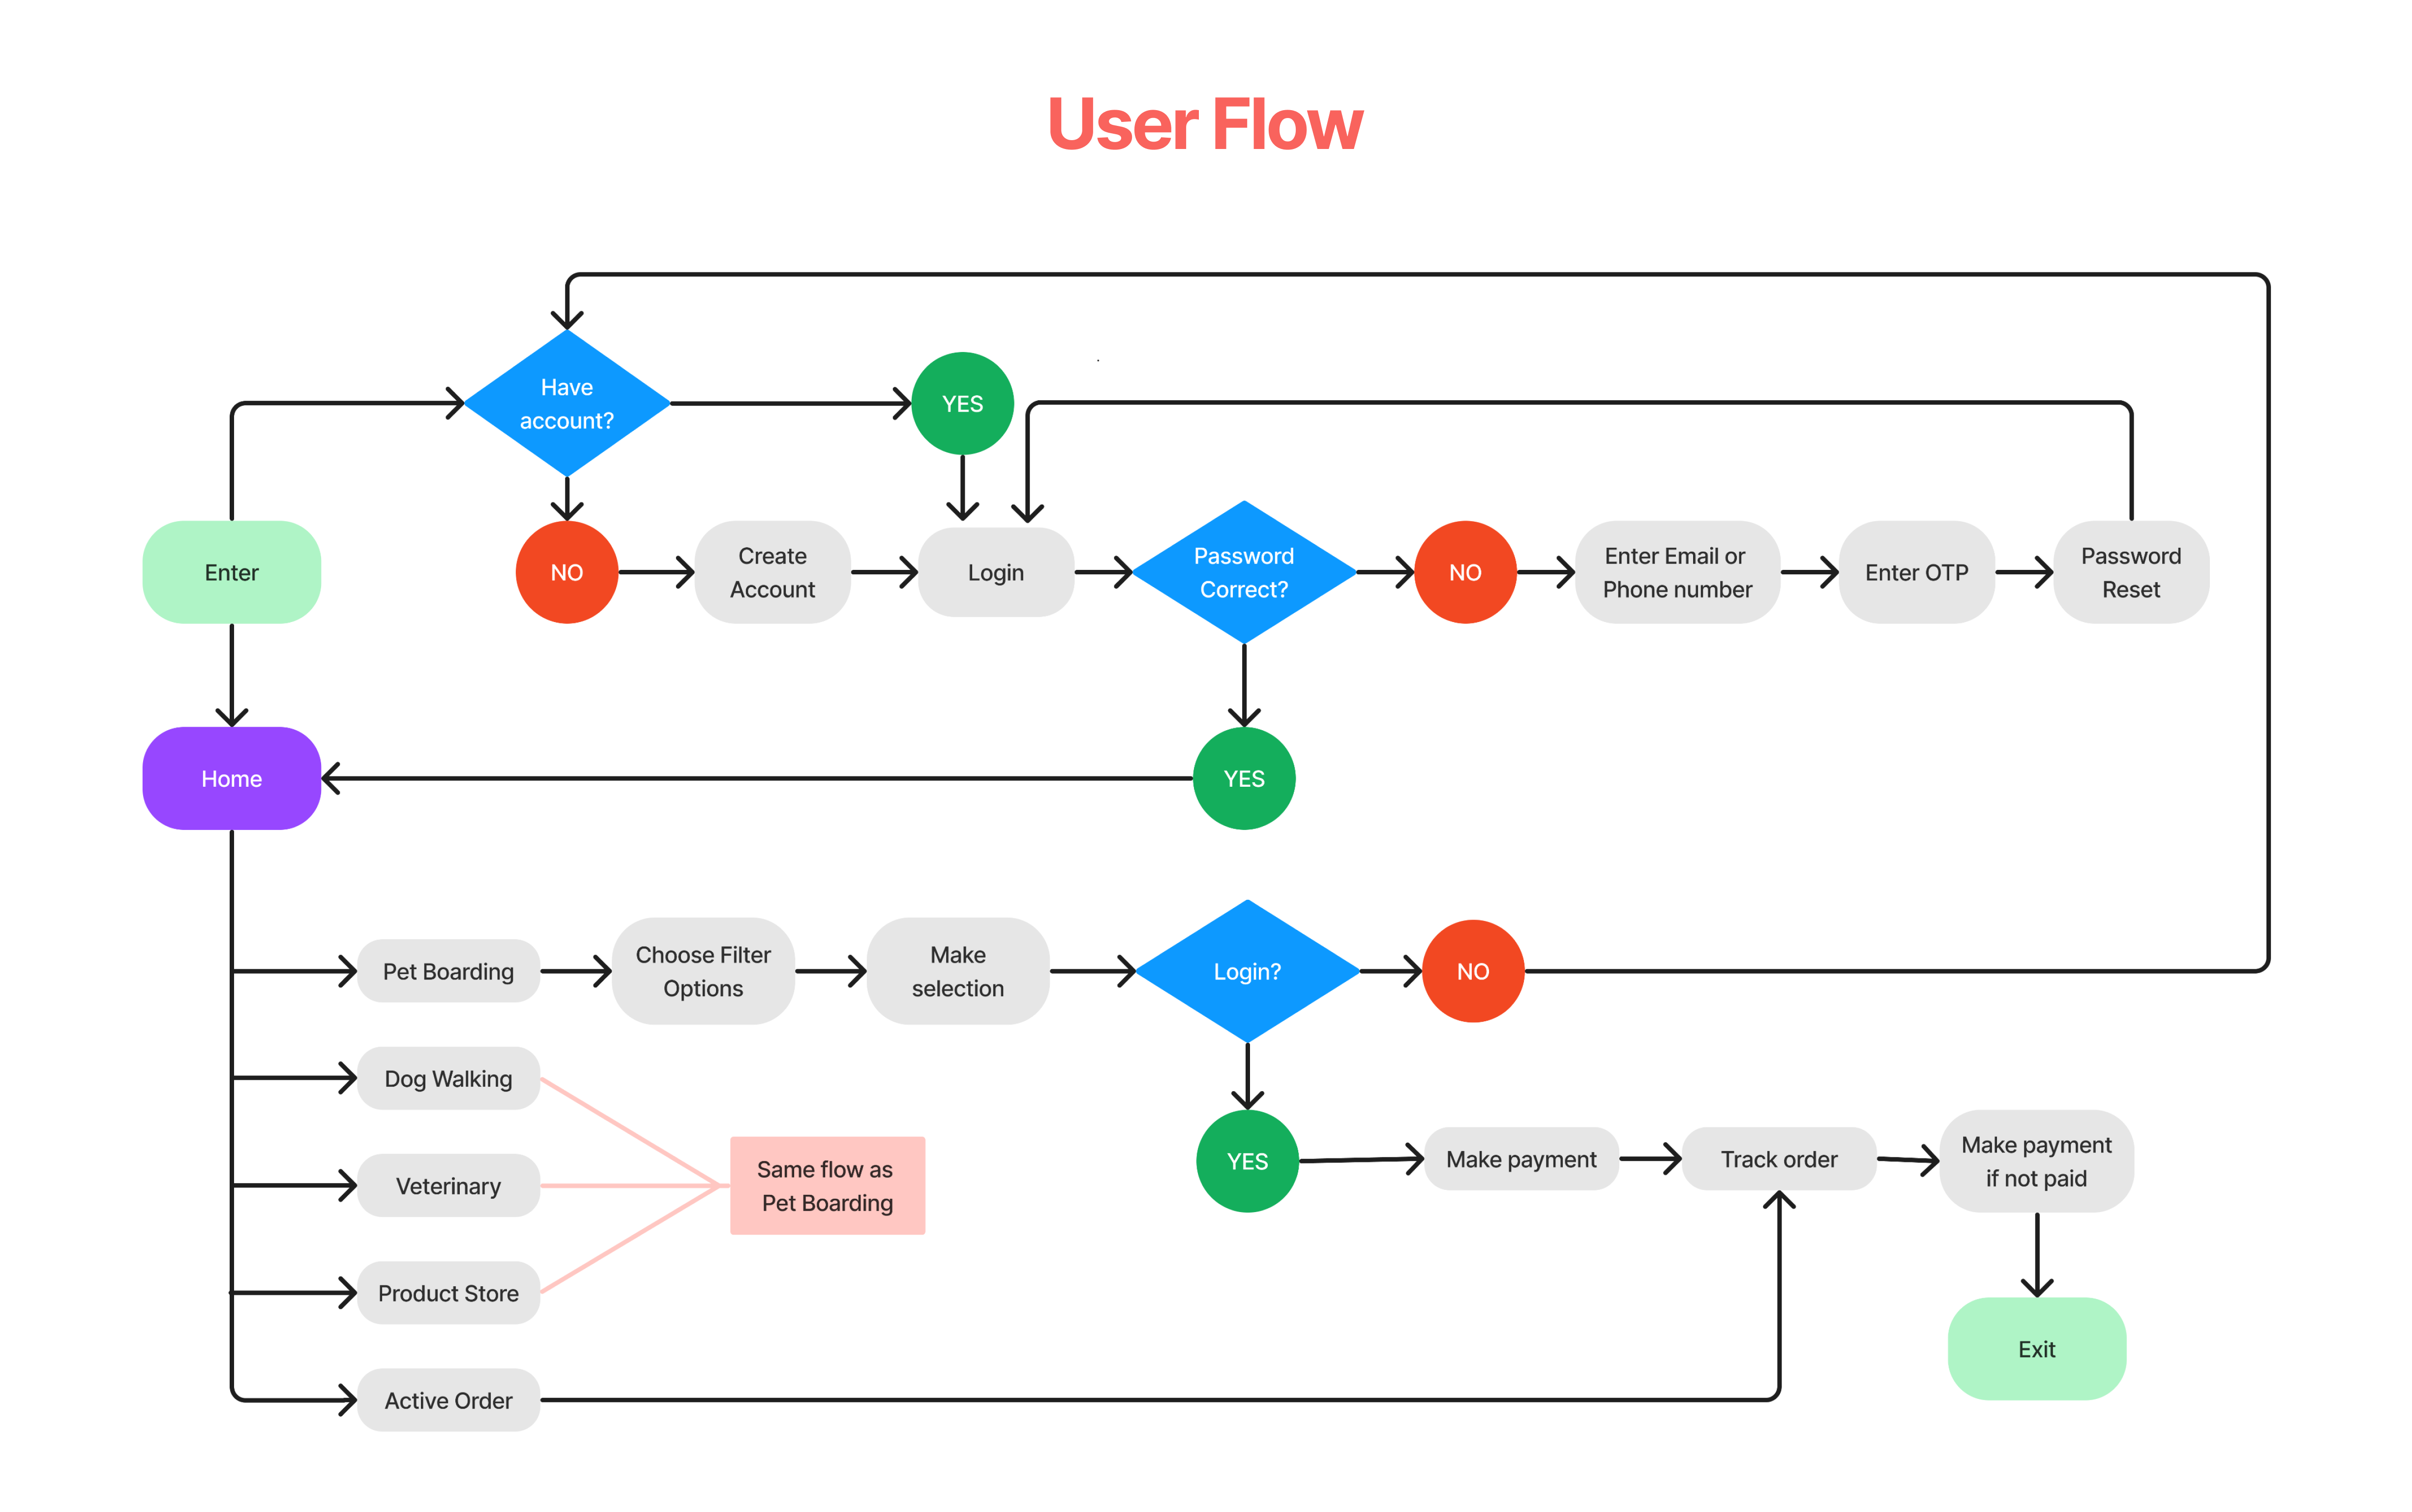 User Flow
Have
account?
YES
Enter
NO
Create
Account
Login
Password
Correct?
NO
Enter Email or
Phone number
Enter OTP
Password
Reset
Home
YES
Pet Boarding
Choose Filter
Options
Make
selection
Login?
NO
Dog Walking
Veterinary
Product Store
Same flow as
Pet Boarding
YES
Make payment
Track order
Make payment
if not paid
Exit
Active Order